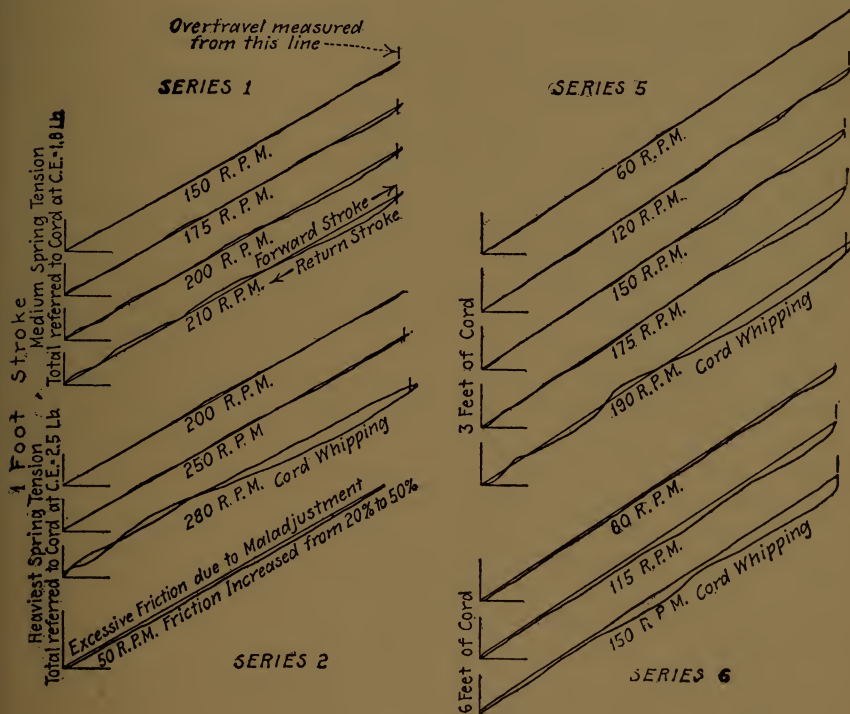 Overtravel measured
from this line
SERIES 1
150 R.P.M.
175 R.P.M.
200 R.P.M.
Forward Stroke
210 R.P.M.
Return Stroke
1 Foot Stroke
Medium Spring Tension
Total referred to Cord at C.E.=1.8 Lb
200 R.P.M.
250 R.P.M
280 R.P.M. Cord Whipping
Excessive Friction due to Maladjustment
50 R.P.M. Friction Increased from 20% to 50%
Heaviest Spring Tension
Total referred to Cord at C.E.=2.5 Lb
SERIES 2
SERIES 5
60 R.P.M.
120 R.P.M.
150 R.P.M.
175 R.P.M.
190 R.P.M. Cord Whipping
3 Feet of Cord
R.P.M.
115 R.P.M.
150 R P M. Cord Whipping
6 Feet of Cord
SERIES 6